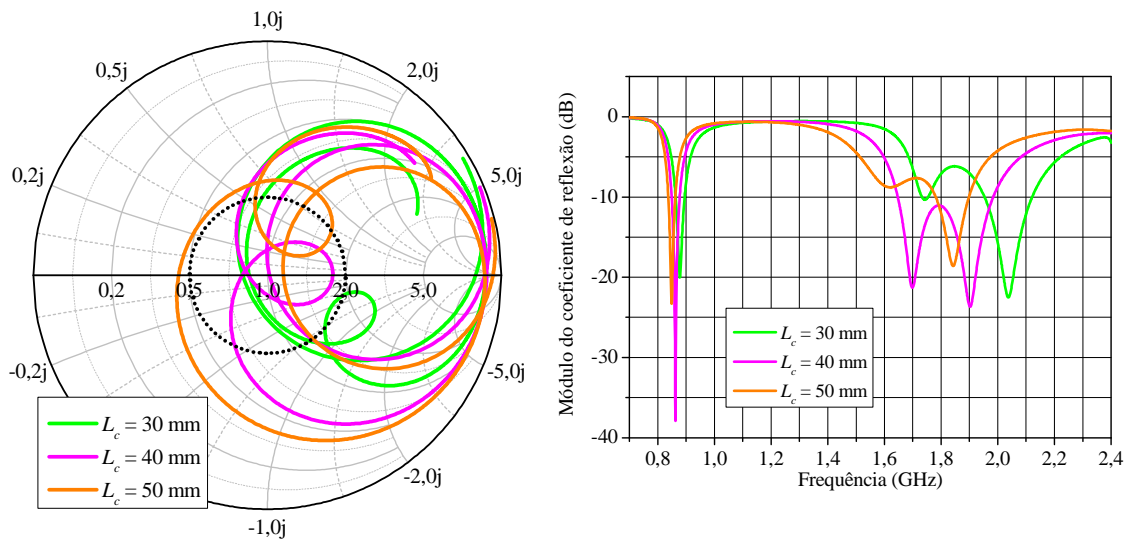 1,0j
0,5j
2,0j
0,2j
5,0j
0,2
0,5
1,0
2,0
5,0
-0,2j
-5,0j
-2,0j
-1,0j
L_c = 30 mm
L_c = 40 mm
L_c = 50 mm
Módulo do coeficiente de reflexão (dB)
0
-10
-20
-30
-40
L_c = 30 mm
L_c = 40 mm
L_c = 50 mm
0,8 1,0 1,2 1,4 1,6 1,8 2,0 2,2 2,4
Frequência (GHz)